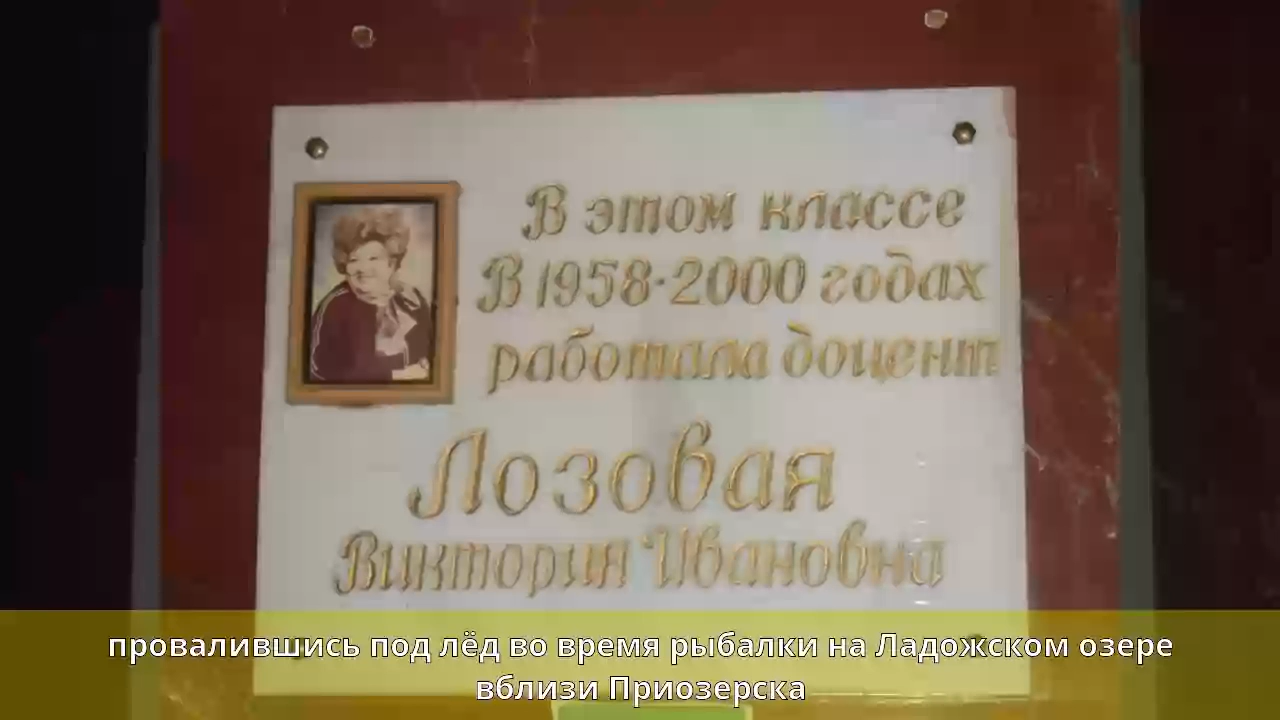 В этом классе
В 1958-2000 годах
работала доцент
Лозовая
Виктория Ивановна
провалившись под лёд во время рыбалки на Ладожском озере
вблизи Приозерска